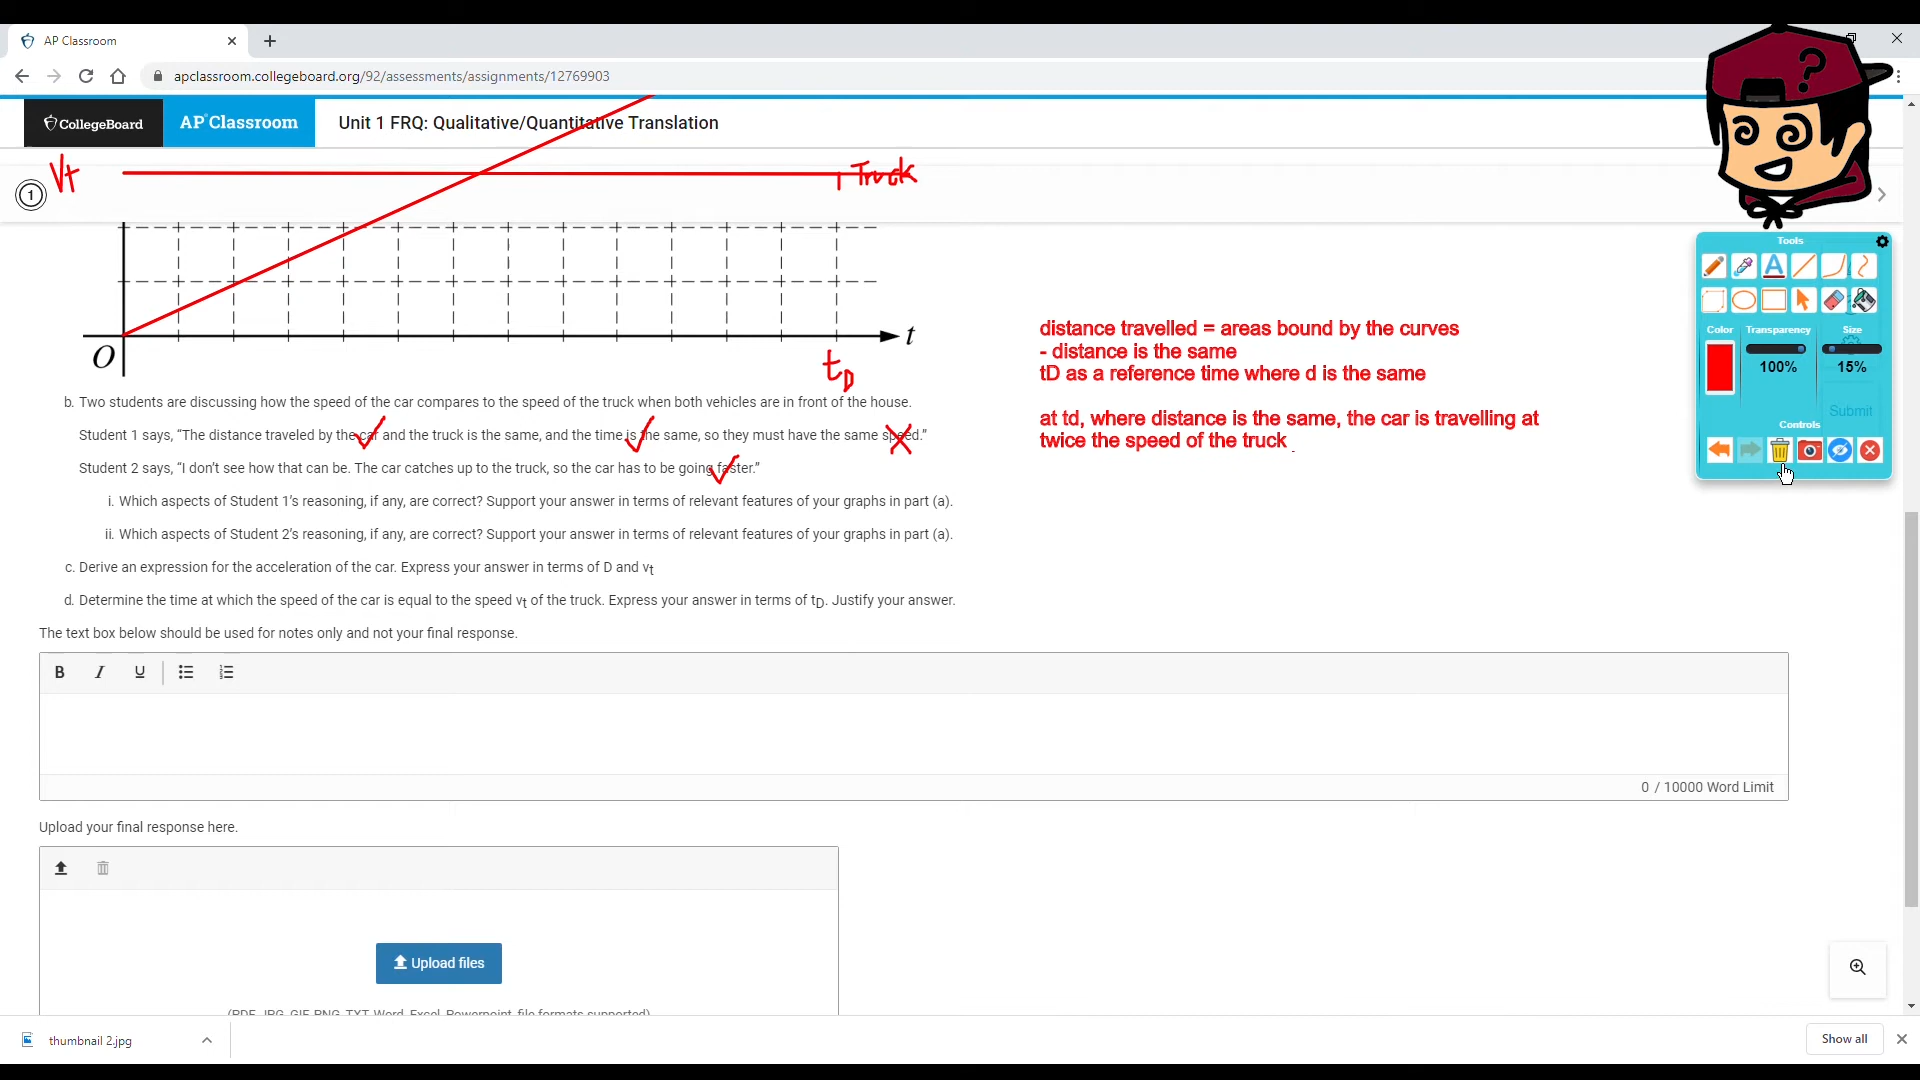 AP Classroom
apclassroom.collegeboard.org/92/assessments/assignments/12769903
CollegeBoard
AP Classroom
Unit 1 FRQ: Qualitative/Quantitative Translation
1
Vt
Truck
O
t
tD
b. Two students are discussing how the speed of the car compares to the speed of the truck when both vehicles are in front of the house.
Student 1 says, “The distance traveled by the car and the truck is the same, and the time is the same, so they must have the same speed.”
Student 2 says, “I don’t see how that can be. The car catches up to the truck, so the car has to be going faster.”
i. Which aspects of Student 1’s reasoning, if any, are correct? Support your answer in terms of relevant features of your graphs in part (a).
ii. Which aspects of Student 2’s reasoning, if any, are correct? Support your answer in terms of relevant features of your graphs in part (a).
c. Derive an expression for the acceleration of the car. Express your answer in terms of D and vt
d. Determine the time at which the speed of the car is equal to the speed vt of the truck. Express your answer in terms of tD. Justify your answer.
The text box below should be used for notes only and not your final response.
distance travelled = areas bound by the curves
- distance is the same
tD as a reference time where d is the same
at td, where distance is the same, the car is travelling at
twice the speed of the truck
?
Tools
A
Color Transparency Size
100% 15%
Submit
Controls
B I U
0 / 10000 Word Limit
Upload your final response here.
Upload files
(PDF, JPG, GIF, PNG, TXT, Word, Excel, Powerpoint, file formats supported)
thumbnail 2.jpg
Show all